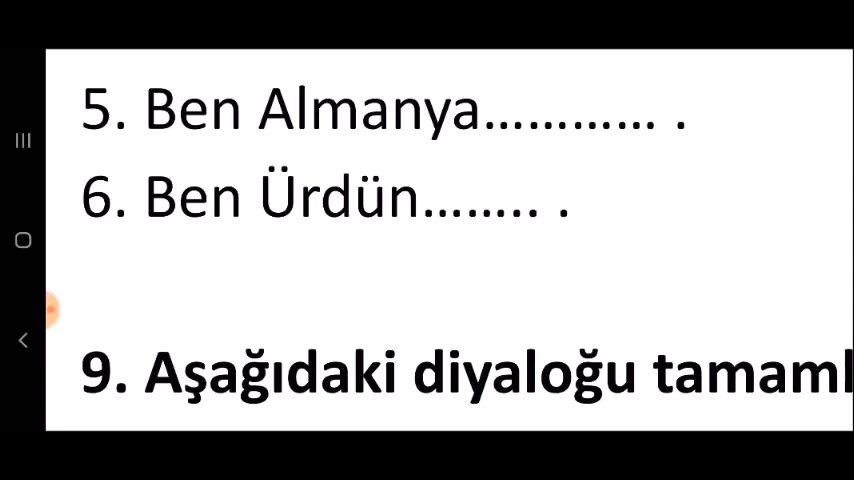 5. Ben Almanya………… .
6. Ben Ürdün…….. .
9. Aşağıdaki diyaloğu tamaml